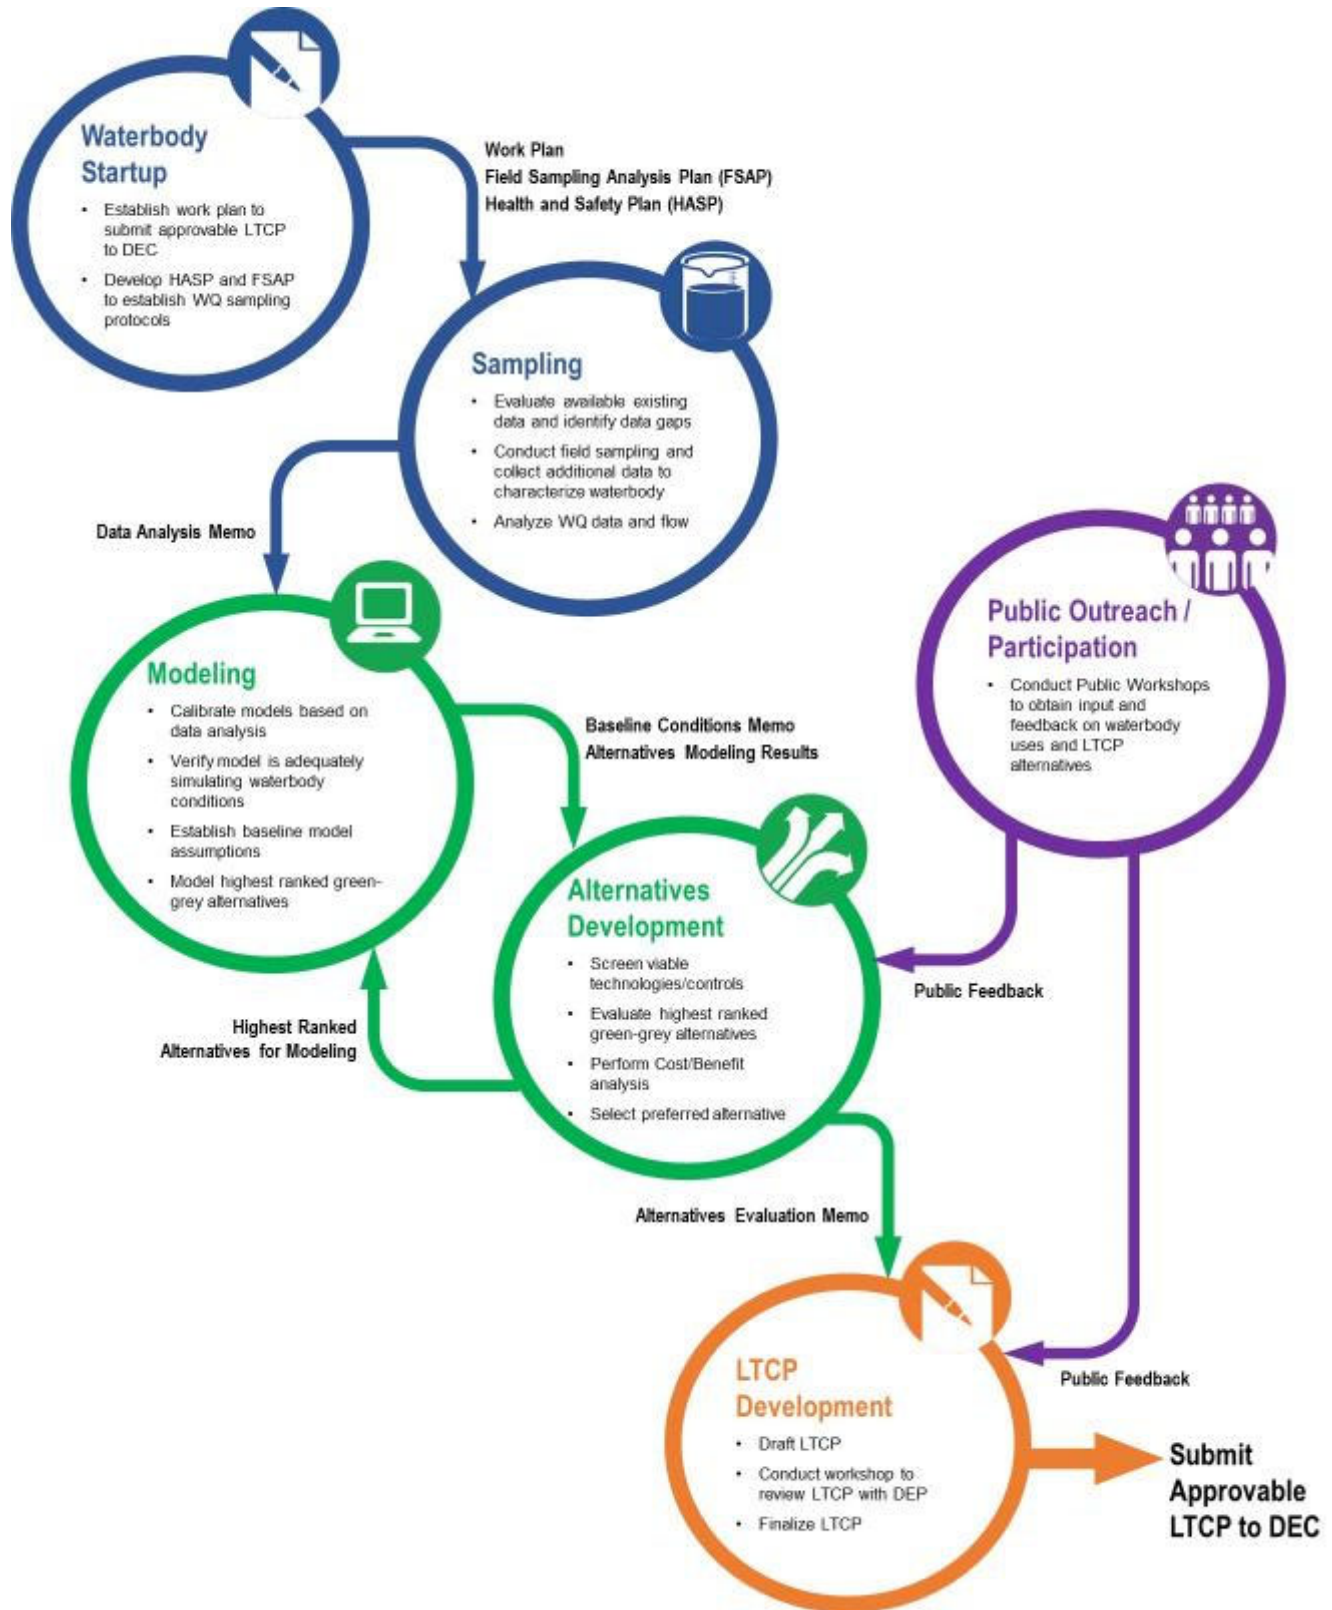 Waterbody
Startup
• Establish work plan to
submit approvable LTCP
to DEC
• Develop HASP and FSAP
to establish WQ sampling
protocols
Work Plan
Field Sampling Analysis Plan (FSAP)
Health and Safety Plan (HASP)
Sampling
• Evaluate available existing
data and identify data gaps
• Conduct field sampling and
collect additional data to
characterize waterbody
• Analyze WQ data and flow
Data Analysis Memo
Modeling
• Calibrate models based on
data analysis
• Verify model is adequately
simulating waterbody
conditions
• Establish baseline model
assumptions
• Model highest ranked green-
grey alternatives
Baseline Conditions Memo
Alternatives Modeling Results
Public Outreach /
Participation
• Conduct Public Workshops
to obtain input and
feedback on waterbody
uses and LTCP
alternatives
Alternatives
Development
• Screen viable
technologies/controls
• Evaluate highest ranked
green-grey alternatives
• Perform Cost/Benefit
analysis
• Select preferred alternative
Public Feedback
Highest Ranked
Alternatives for Modeling
Alternatives Evaluation Memo
LTCP
Development
• Draft LTCP
• Conduct workshop to
review LTCP with DEP
• Finalize LTCP
Public Feedback
Submit
Approvable
LTCP to DEC